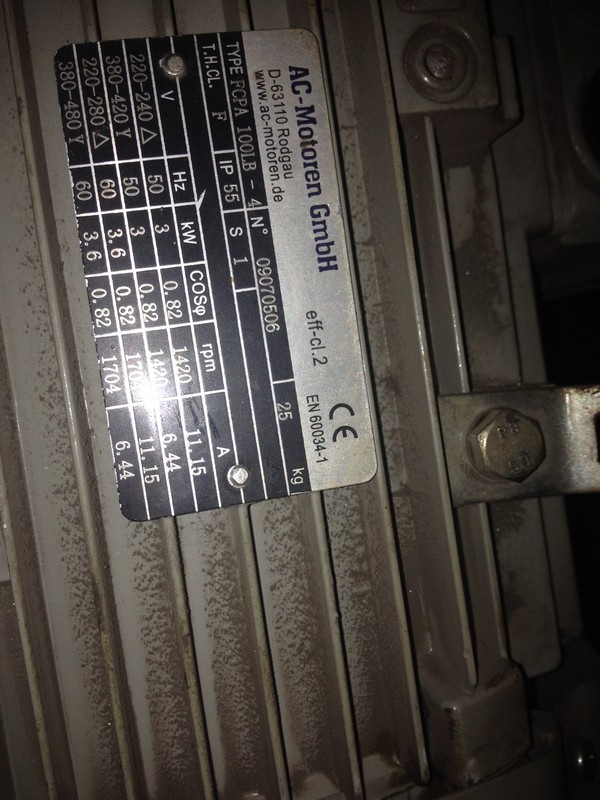 AC-Motoren GmbH
D-63110 Rodgau
www.ac-motoren.de
eff-cl.2
CE
EN 60034-1
TYPE FCPA 100LB - 4 N° 09070506 25 kg
T.H.CL. F IP 55 S 1
V Hz kW COSφ rpm A
220-240 △ 50 3 0.82 1420 11.15
380-420 Y 50 3 0.82 1420 6.44
220-280 △ 60 3.6 0.82 1704 11.15
380-480 Y 60 3.6 0.82 1704 6.44